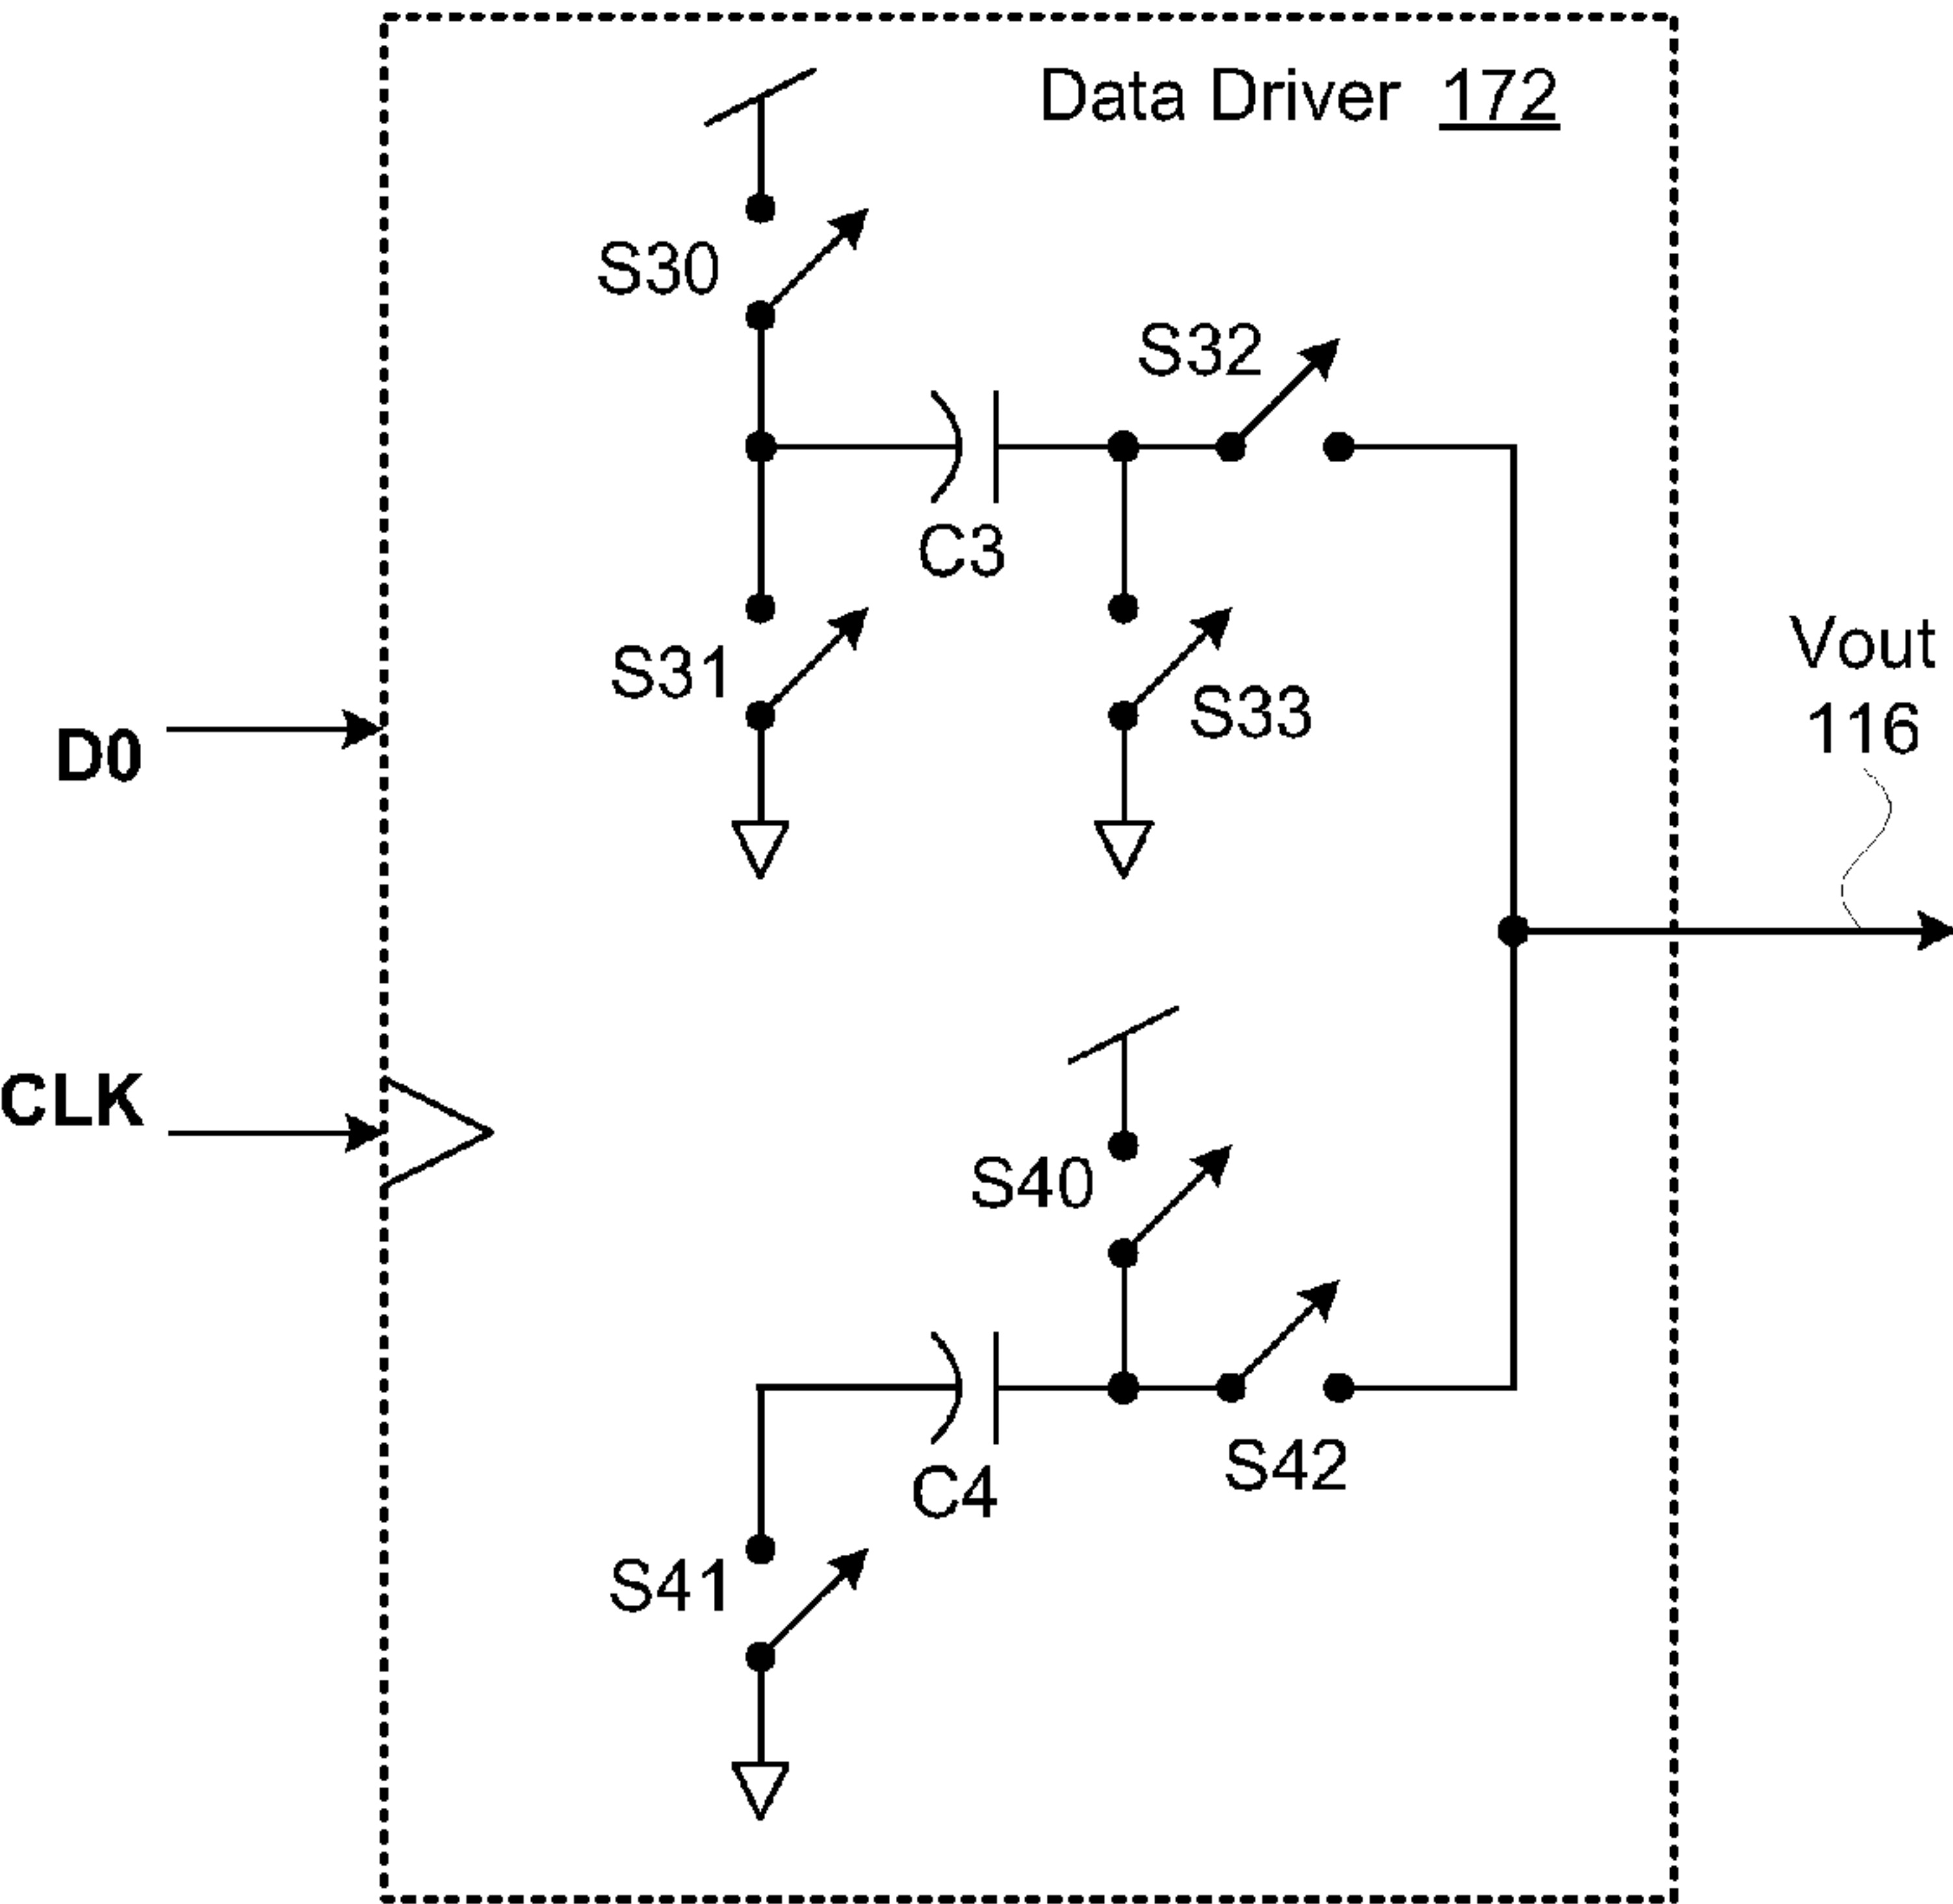 Data Driver 172
S30
S32
C3
S31
S33
Vout
116
D0
CLK
S40
S42
C4
S41